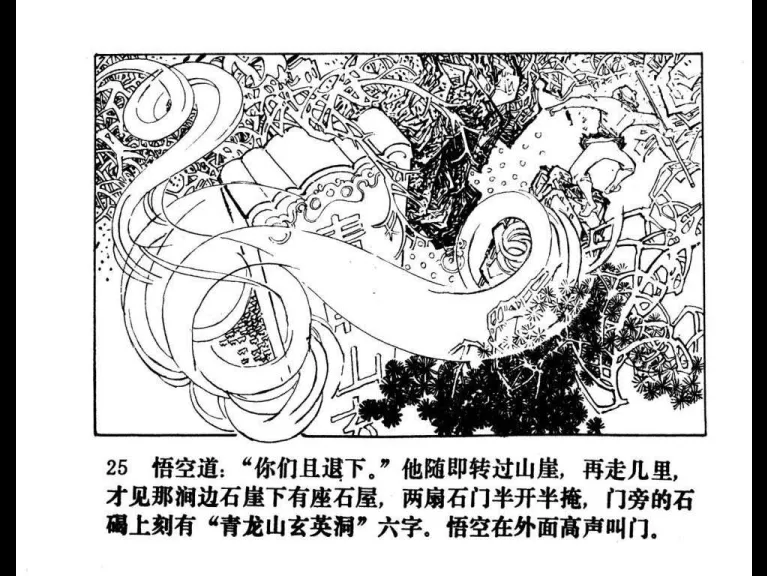 青
25 悟空道：“你们且退下。”他随即转过山崖，再走几里，
才见那涧边石崖下有座石屋，两扇石门半开半掩，门旁的石
碣上刻有“青龙山玄英洞”六字．悟空在外面高声叫门。